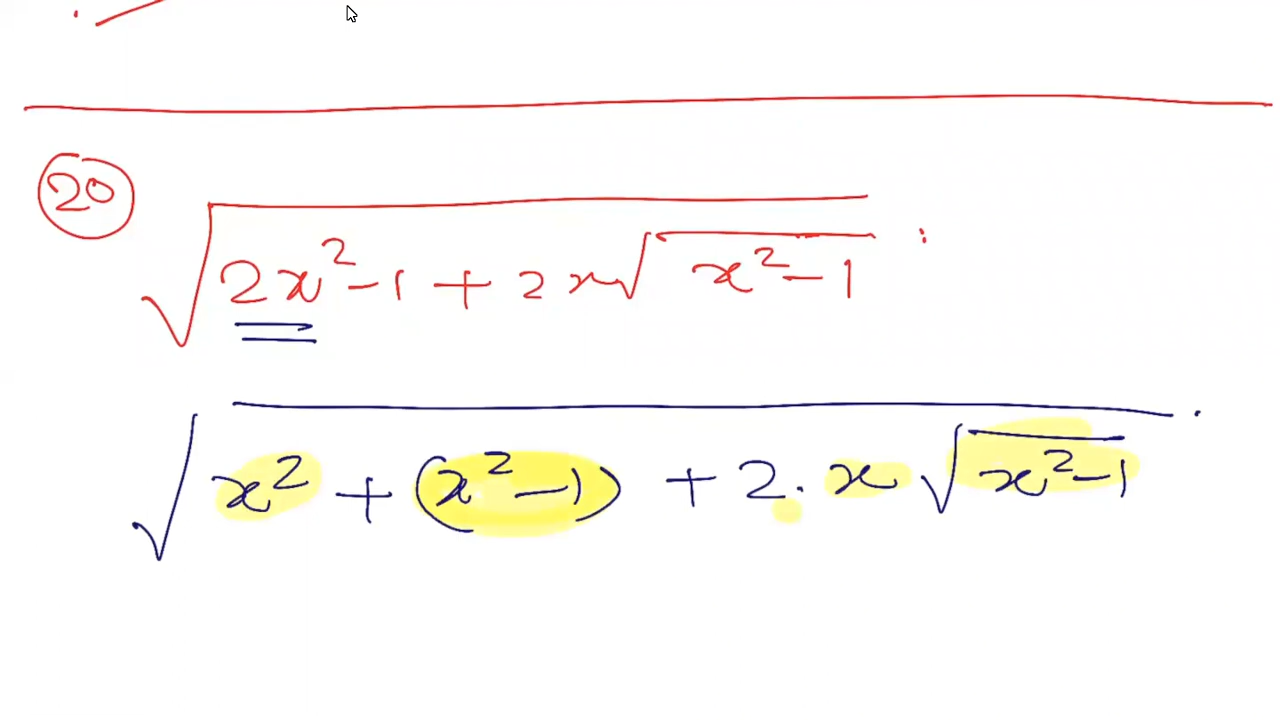 20 √(2x²-1 + 2x√(x²-1)) :
√(x² + (x²-1) + 2·x√(x²-1)) .